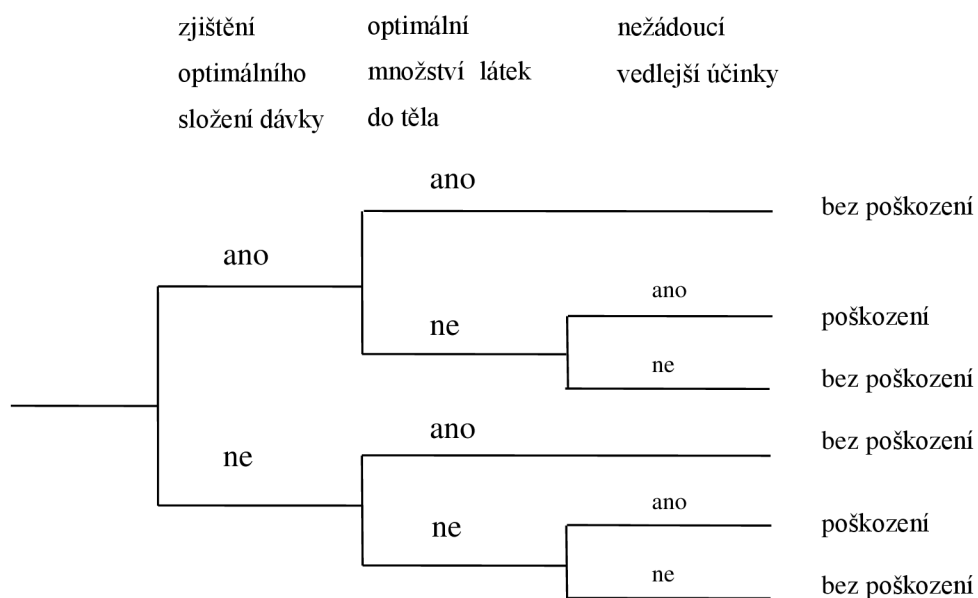 zjištění
optimálního
složení dávky
optimální
množství látek
do těla
nežádoucí
vedlejší účinky
ano
bez poškození
ano
ano
ne
poškození
ne
bez poškození
ano
bez poškození
ne
ano
ne
poškození
ne
bez poškození